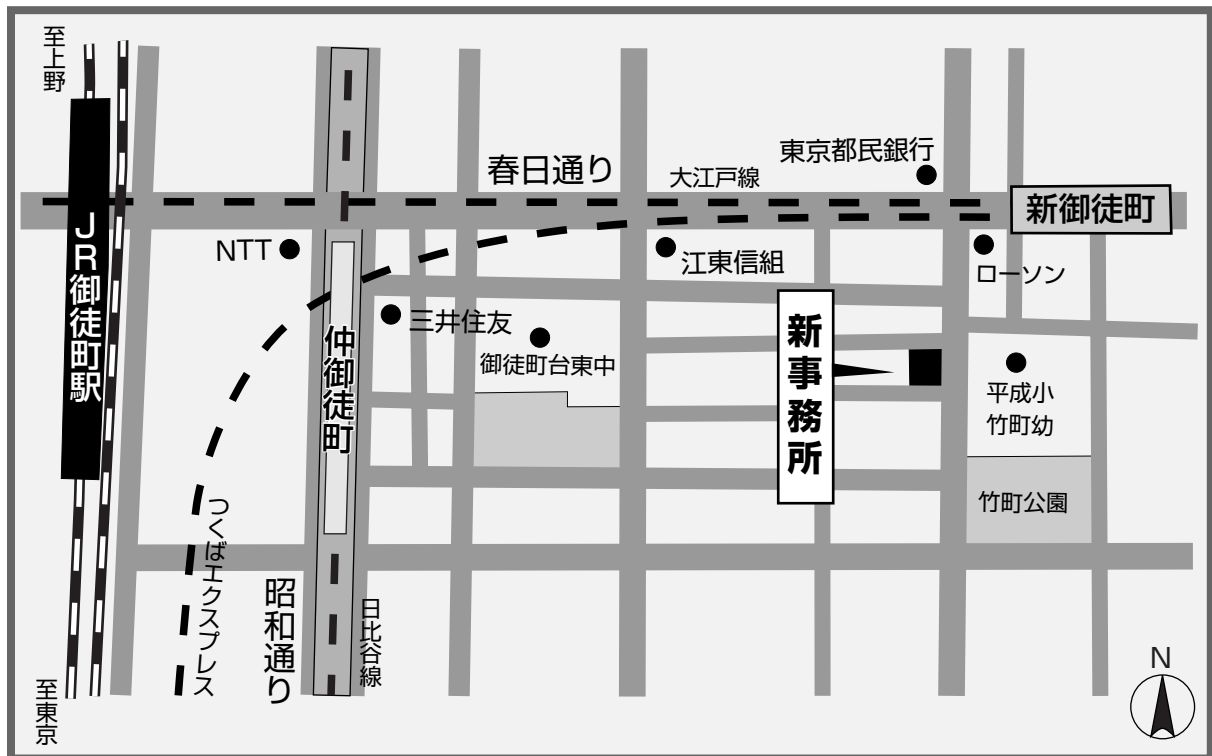 至上野
JR御徒町駅
至東京
春日通り
大江戸線
東京都民銀行
新御徒町
NTT
江東信組
ローソン
三井住友
仲御徒町
御徒町台東中
新事務所
平成小
竹町幼
竹町公園
つくばエクスプレス
昭和通り
日比谷線
N